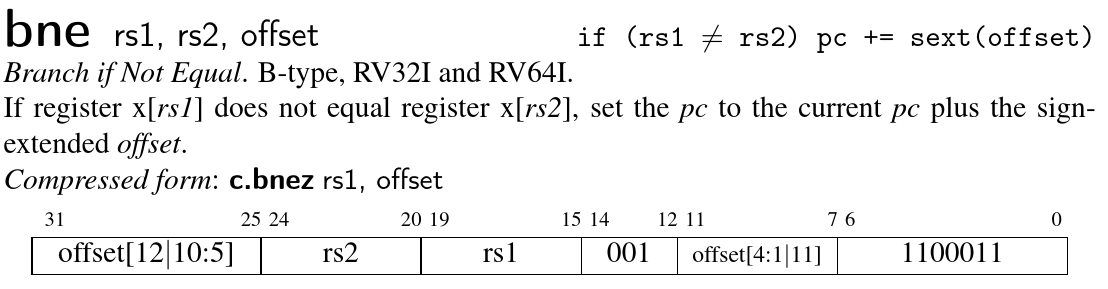 bne rs1, rs2, offset if (rs1 ≠ rs2) pc += sext(offset)
Branch if Not Equal. B-type, RV32I and RV64I.
If register x[rs1] does not equal register x[rs2], set the pc to the current pc plus the sign-
extended offset.
Compressed form: c.bnez rs1, offset
31 25 24 20 19 15 14 12 11 7 6 0
offset[12|10:5] rs2 rs1 001 offset[4:1|11] 1100011